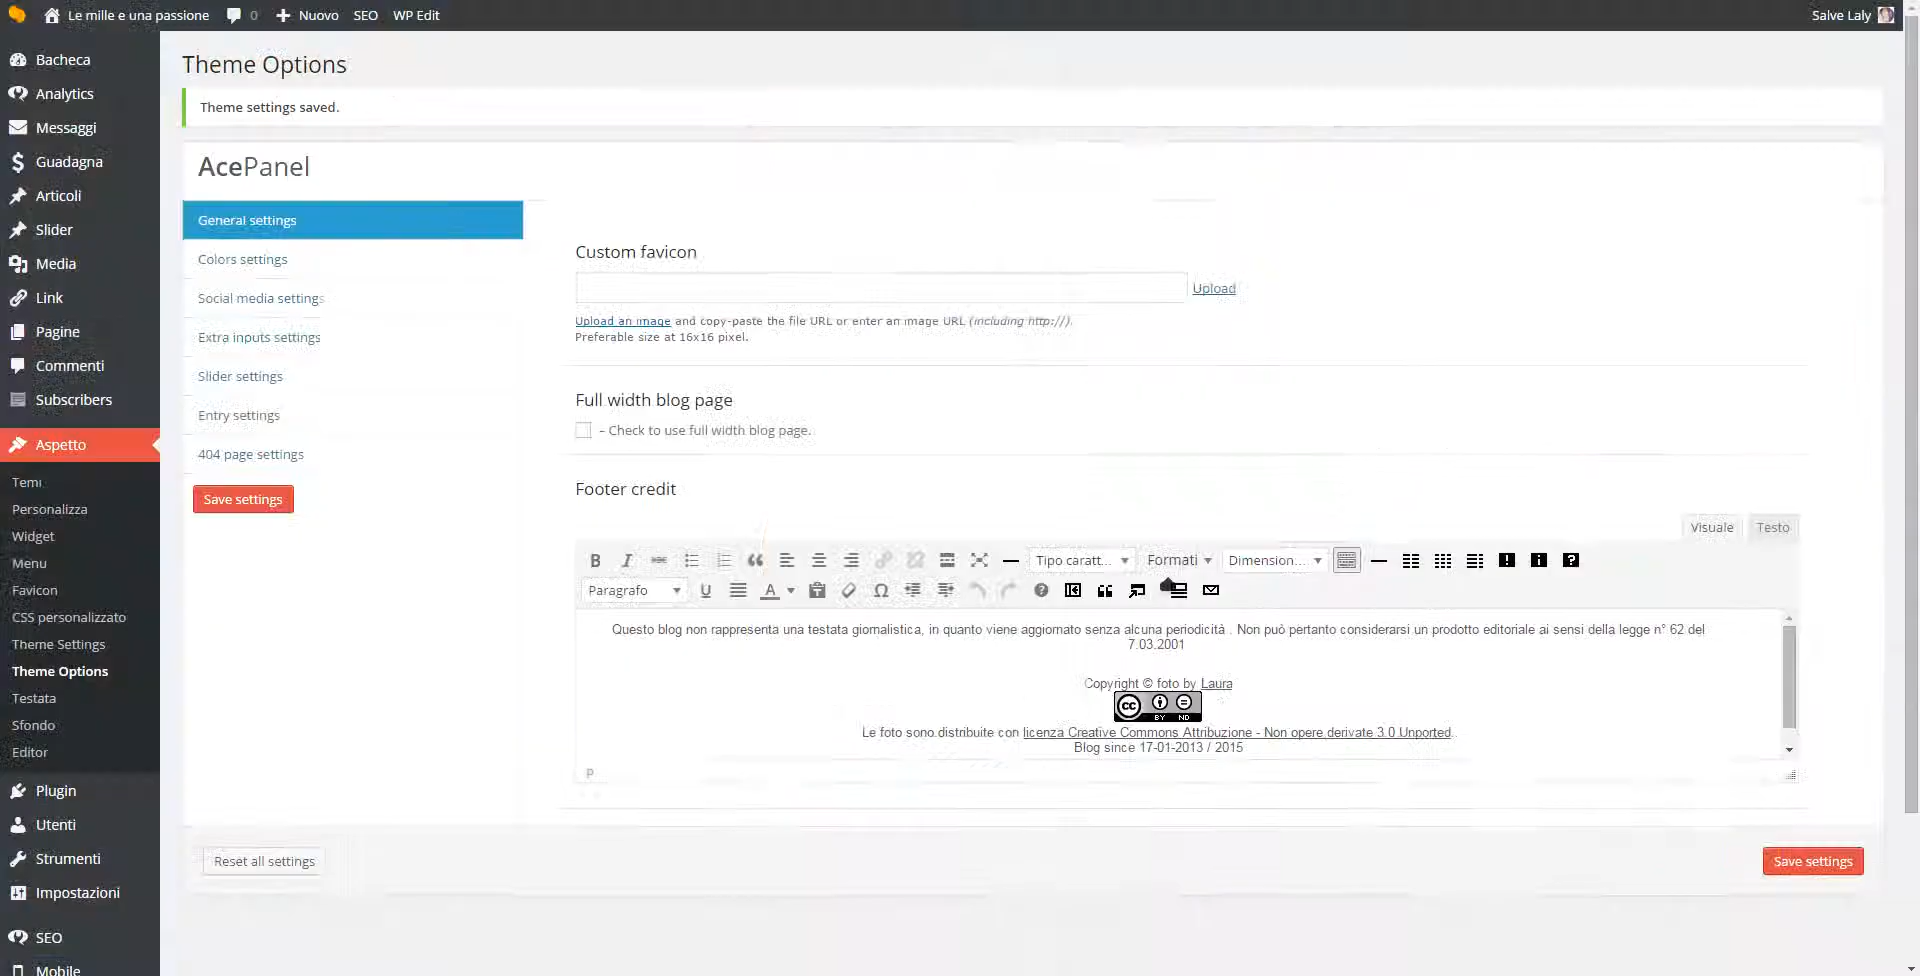 Le mille e una passione 0 Nuovo SEO WP Edit Salve Laly
Bacheca
Analytics
Messaggi
Guadagna
Articoli
Slider
Media
Link
Pagine
Commenti
Subscribers
Aspetto
Temi
Personalizza
Widget
Menu
Favicon
CSS personalizzato
Theme Settings
Theme Options
Testata
Sfondo
Editor
Plugin
Utenti
Strumenti
Impostazioni
SEO
Mobile
Theme Options
Theme settings saved.
AcePanel
General settings
Colors settings
Social media settings
Extra inputs settings
Slider settings
Entry settings
404 page settings
Save settings
Custom favicon
Upload
Upload an image and copy-paste the file URL or enter an image URL (including http://).
Preferable size at 16x16 pixel.
Full width blog page
– Check to use full width blog page.
Footer credit
Visuale Testo
B I ABC Tipo caratt... Formati Dimension...
Paragrafo U A Ω
Questo blog non rappresenta una testata giornalistica, in quanto viene aggiornato senza alcuna periodicità . Non può pertanto considerarsi un prodotto editoriale ai sensi della legge n° 62 del
7.03.2001
Copyright © foto by Laura
CC BY ND
Le foto sono distribuite con licenza Creative Commons Attribuzione - Non opere derivate 3.0 Unported.
Blog since 17-01-2013 / 2015
p
Reset all settings Save settings